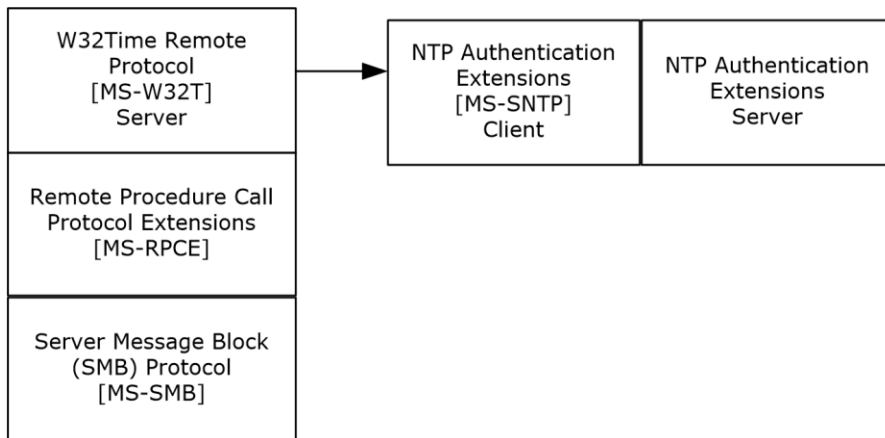 W32Time Remote
Protocol
[MS-W32T]
Server
NTP Authentication
Extensions
[MS-SNTP]
Client
NTP Authentication
Extensions
Server
Remote Procedure Call
Protocol Extensions
[MS-RPCE]
Server Message Block
(SMB) Protocol
[MS-SMB]